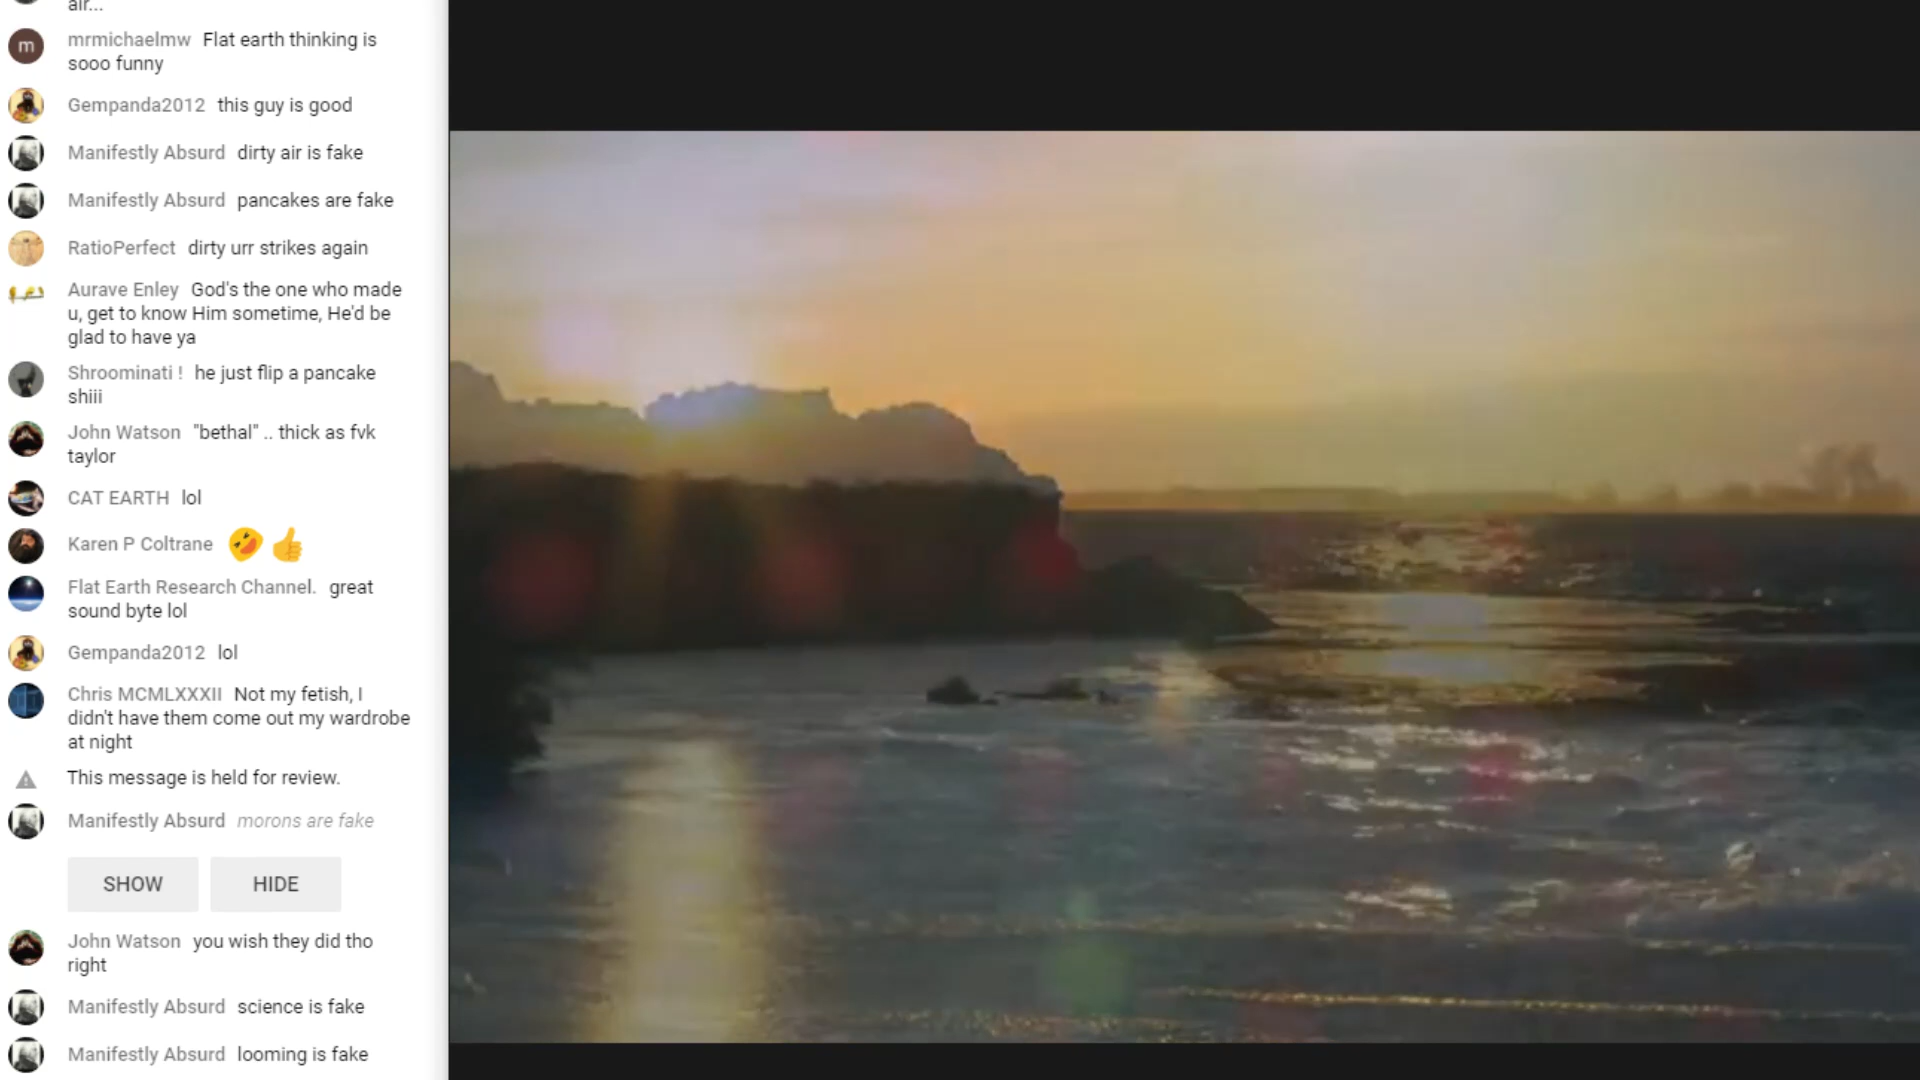 air...
mrmichaelmw Flat earth thinking is
sooo funny
Gempanda2012 this guy is good
Manifestly Absurd dirty air is fake
Manifestly Absurd pancakes are fake
RatioPerfect dirty urr strikes again
Aurave Enley God's the one who made
u, get to know Him sometime, He'd be
glad to have ya
Shroominati ! he just flip a pancake
shiii
John Watson "bethal" .. thick as fvk
taylor
CAT EARTH lol
Karen P Coltrane 🤣 👍
Flat Earth Research Channel. great
sound byte lol
Gempanda2012 lol
Chris MCMLXXXII Not my fetish, I
didn't have them come out my wardrobe
at night
This message is held for review.
Manifestly Absurd morons are fake
SHOW HIDE
John Watson you wish they did tho
right
Manifestly Absurd science is fake
Manifestly Absurd looming is fake